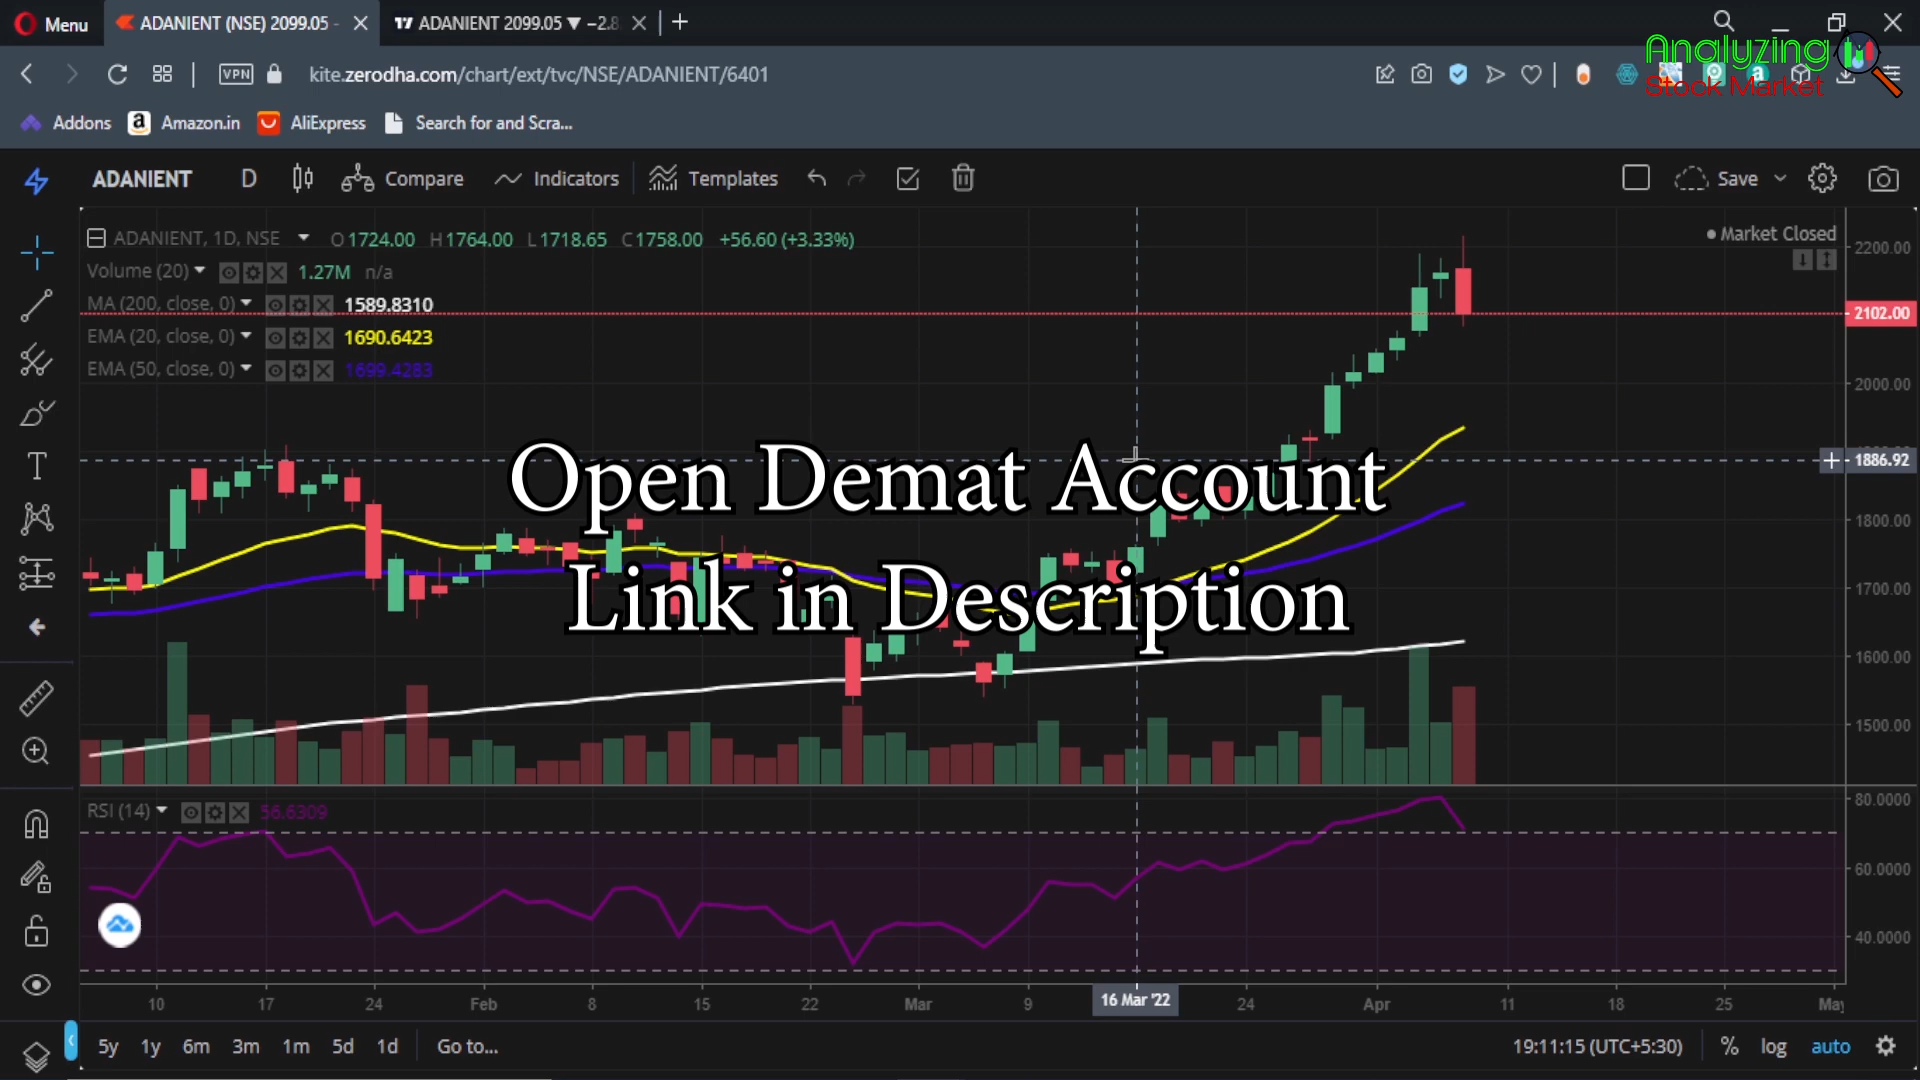 Menu
ADANIENT (NSE) 2099.05 -
ADANIENT 2099.05 ▼ −2.8
Analyzing
Stock Market
VPN
kite.zerodha.com/chart/ext/tvc/NSE/ADANIENT/6401
Addons
Amazon.in
AliExpress
Search for and Scra...
ADANIENT
D
Compare
Indicators
Templates
Save
ADANIENT, 1D, NSE O1724.00 H1764.00 L1718.65 C1758.00 +56.60 (+3.33%)
Market Closed
Volume (20) 1.27M n/a
MA (200, close, 0) 1589.8310
EMA (20, close, 0) 1690.6423
EMA (50, close, 0) 1699.4283
2200.00
2102.00
2000.00
1886.92
1800.00
1700.00
1600.00
1500.00
Open Demat Account
Link in Description
RSI (14) 56.6309
80.0000
60.0000
40.0000
10 17 24 Feb 8 15 22 Mar 9 16 Mar '22 24 Apr 11 18 25 May
5y 1y 6m 3m 1m 5d 1d Go to...
19:11:15 (UTC+5:30) % log auto